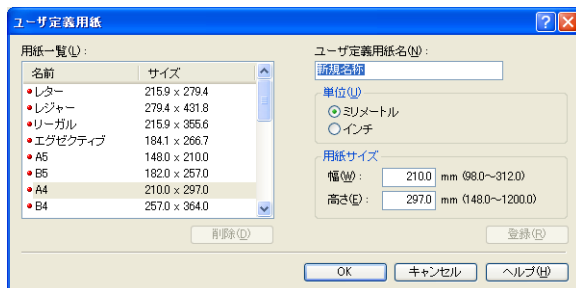 ユーザ定義用紙
用紙一覧(L):
名前 サイズ
レター 215.9 x 279.4
レジャー 279.4 x 431.8
リーガル 215.9 x 355.6
エグゼクティブ 184.1 x 266.7
A5 148.0 x 210.0
B5 182.0 x 257.0
A4 210.0 x 297.0
B4 257.0 x 364.0
削除(D)
ユーザ定義用紙名(N):
新規名称
単位(U)
ミリメートル
インチ
用紙サイズ
幅(W): 210.0 mm (98.0～312.0)
高さ(E): 297.0 mm (148.0～1200.0)
登録(R)
OK キャンセル ヘルプ(H)